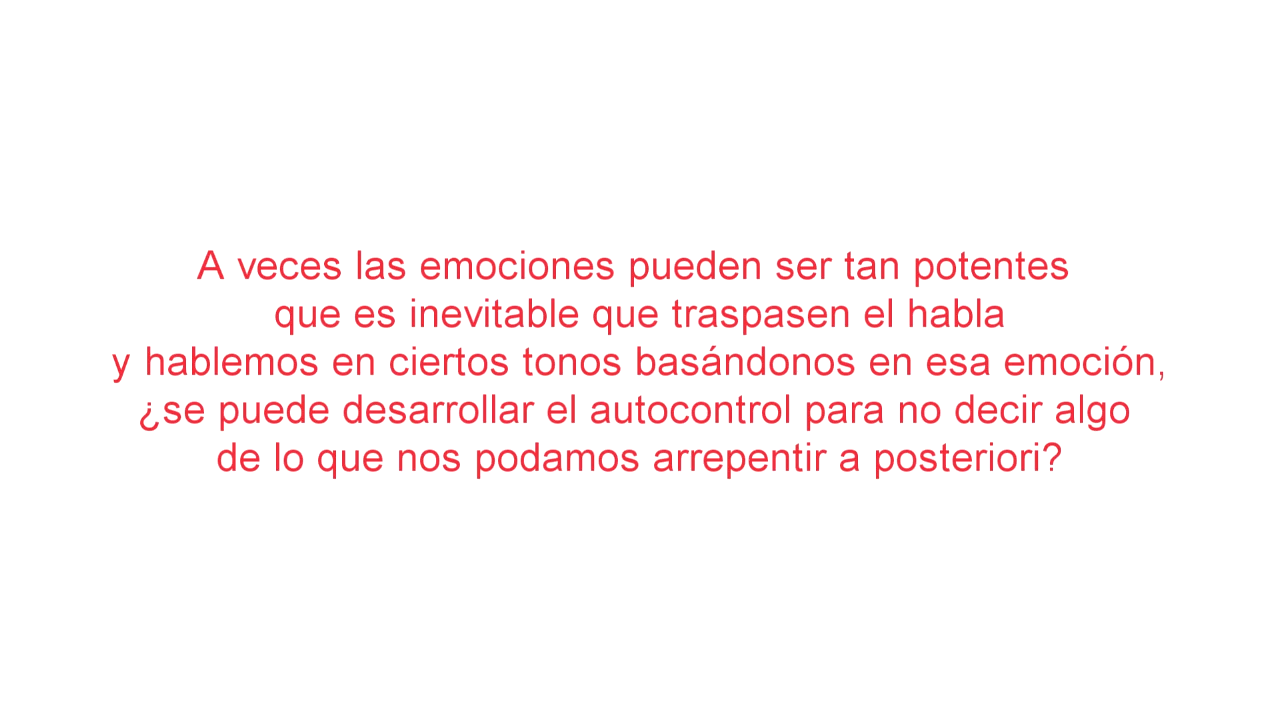 A veces las emociones pueden ser tan potentes
que es inevitable que traspasen el habla
y hablemos en ciertos tonos basándonos en esa emoción,
¿se puede desarrollar el autocontrol para no decir algo
de lo que nos podamos arrepentir a posteriori?